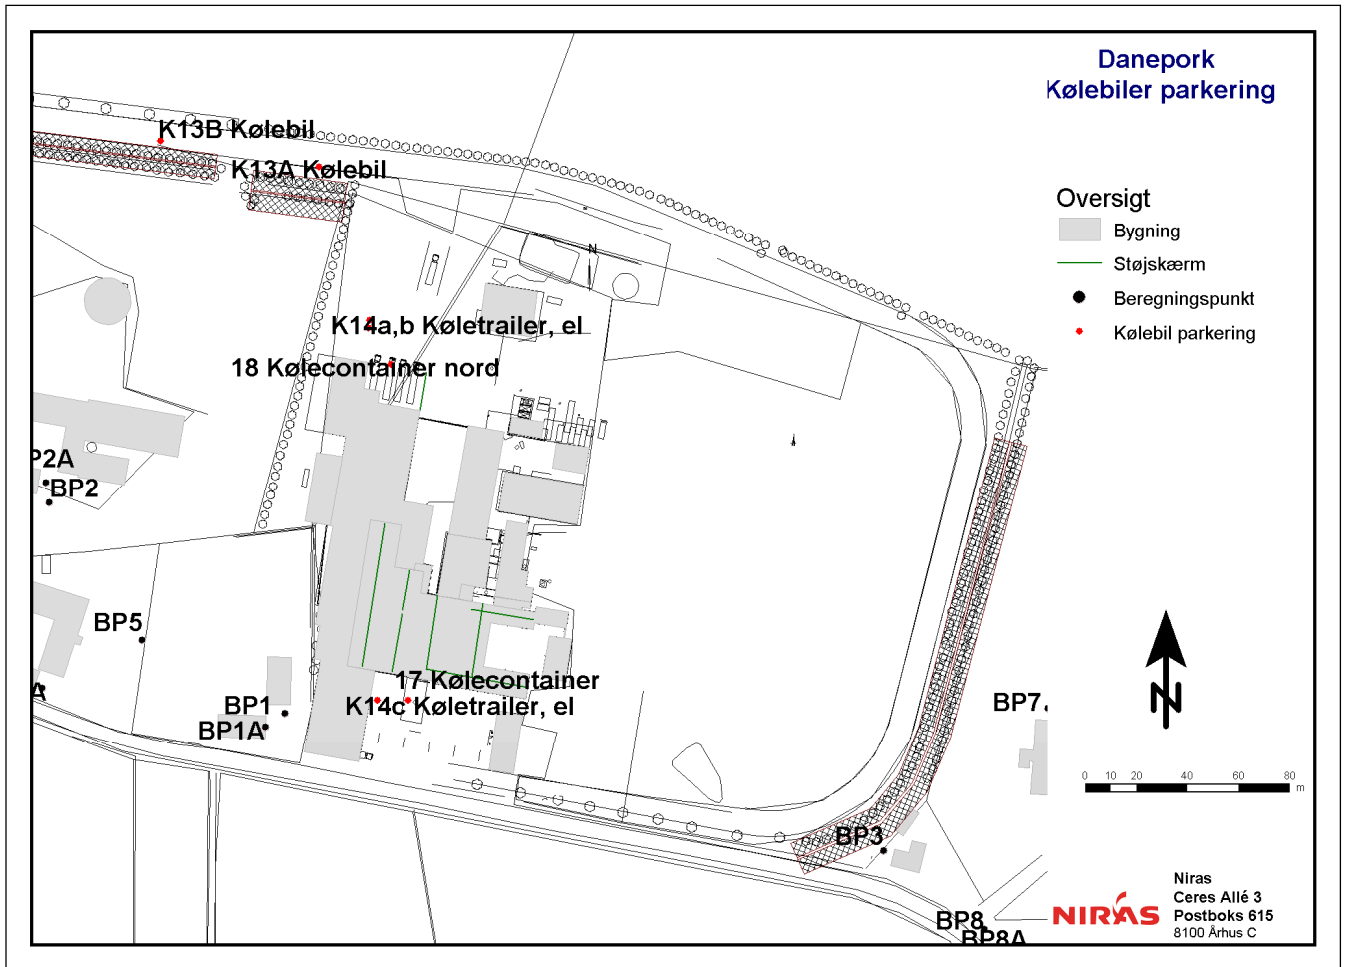 Danepork
Kølebiler parkering
K13B Kølebil
K13A Kølebil
Oversigt
Bygning
Støjskærm
Beregningspunkt
Kølebil parkering
N
K14a,b Køletrailer, el
18 Kølecontainer nord
P2A
BP2
BP5
17 Kølecontainer
K14c Køletrailer, el
BP1
BP1A
A
BP7
N
0 10 20 40 60 80
m
BP3
BP8
BP8A
NIRAS
Niras
Ceres Allé 3
Postboks 615
8100 Århus C